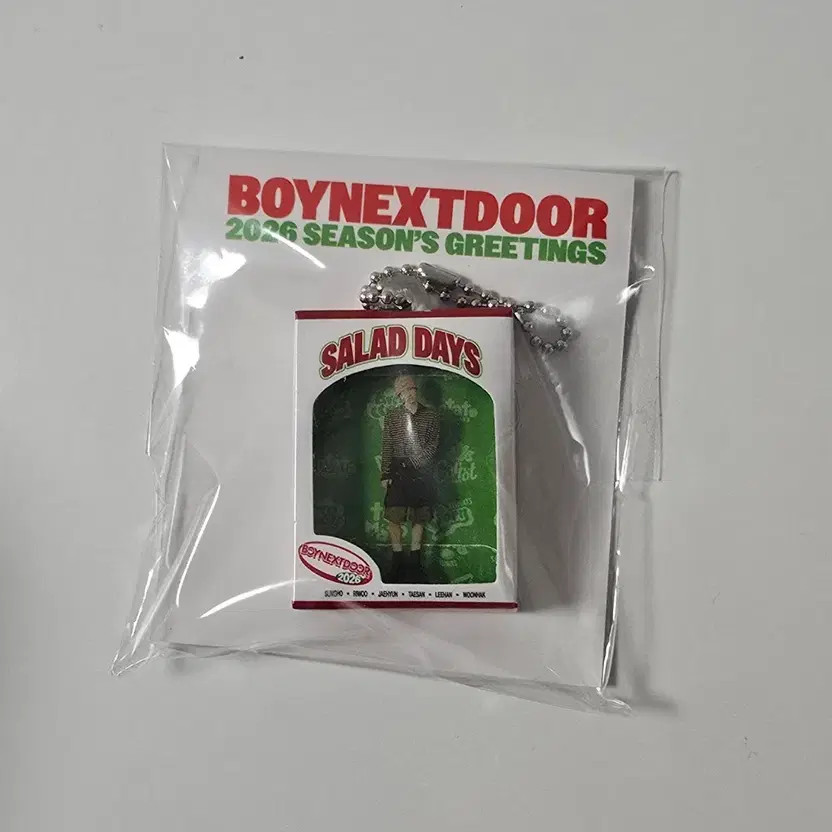 BOYNEXTDOOR
2026 SEASON'S GREETINGS
SALAD DAYS
BOYNEXTDOOR
2026
SUNGHO • RIWOO • JAEHYUN • TAESAN • LEEHAN • WOONHAK